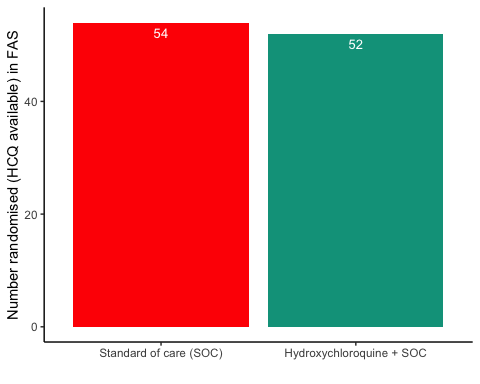 Number randomised (HCQ available) in FAS
40
20
0
54
52
Standard of care (SOC)
Hydroxychloroquine + SOC